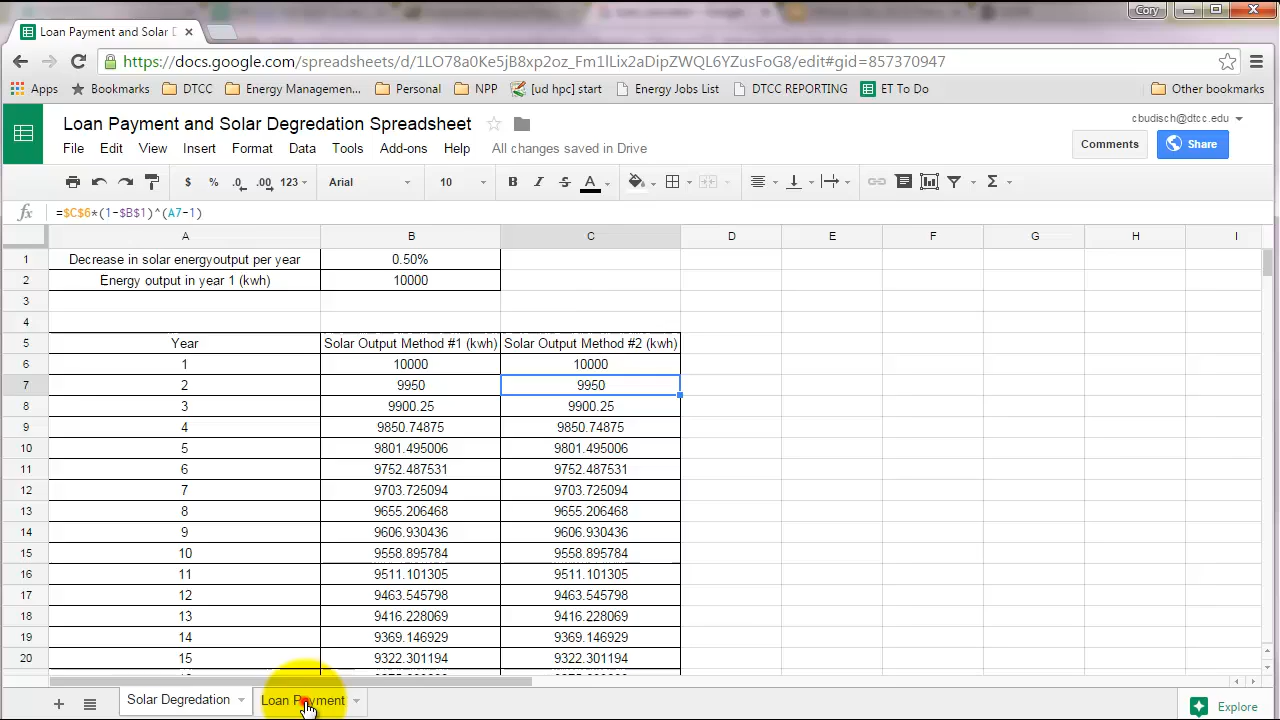 Cory
Loan Payment and Solar D
https://docs.google.com/spreadsheets/d/1LO78a0Ke5jB8xp2oz_Fm1lLix2aDipZWQL6YZusFoG8/edit#gid=857370947
Apps Bookmarks DTCC Energy Managemen... Personal NPP [ud hpc] start Energy Jobs List DTCC REPORTING ET To Do Other bookmarks
Loan Payment and Solar Degredation Spreadsheet
cbudisch@dtcc.edu
File Edit View Insert Format Data Tools Add-ons Help All changes saved in Drive
Comments Share
$ % .0 .00 123 Arial 10 B I S A Σ
fx =$C$6*(1-$B$1)^(A7-1)
A B C D E F G H I
1 Decrease in solar energyoutput per year 0.50%
2 Energy output in year 1 (kwh) 10000
3
4
5 Year Solar Output Method #1 (kwh) Solar Output Method #2 (kwh)
6 1 10000 10000
7 2 9950 9950
8 3 9900.25 9900.25
9 4 9850.74875 9850.74875
10 5 9801.495006 9801.495006
11 6 9752.487531 9752.487531
12 7 9703.725094 9703.725094
13 8 9655.206468 9655.206468
14 9 9606.930436 9606.930436
15 10 9558.895784 9558.895784
16 11 9511.101305 9511.101305
17 12 9463.545798 9463.545798
18 13 9416.228069 9416.228069
19 14 9369.146929 9369.146929
20 15 9322.301194 9322.301194
Solar Degredation Loan Payment Explore